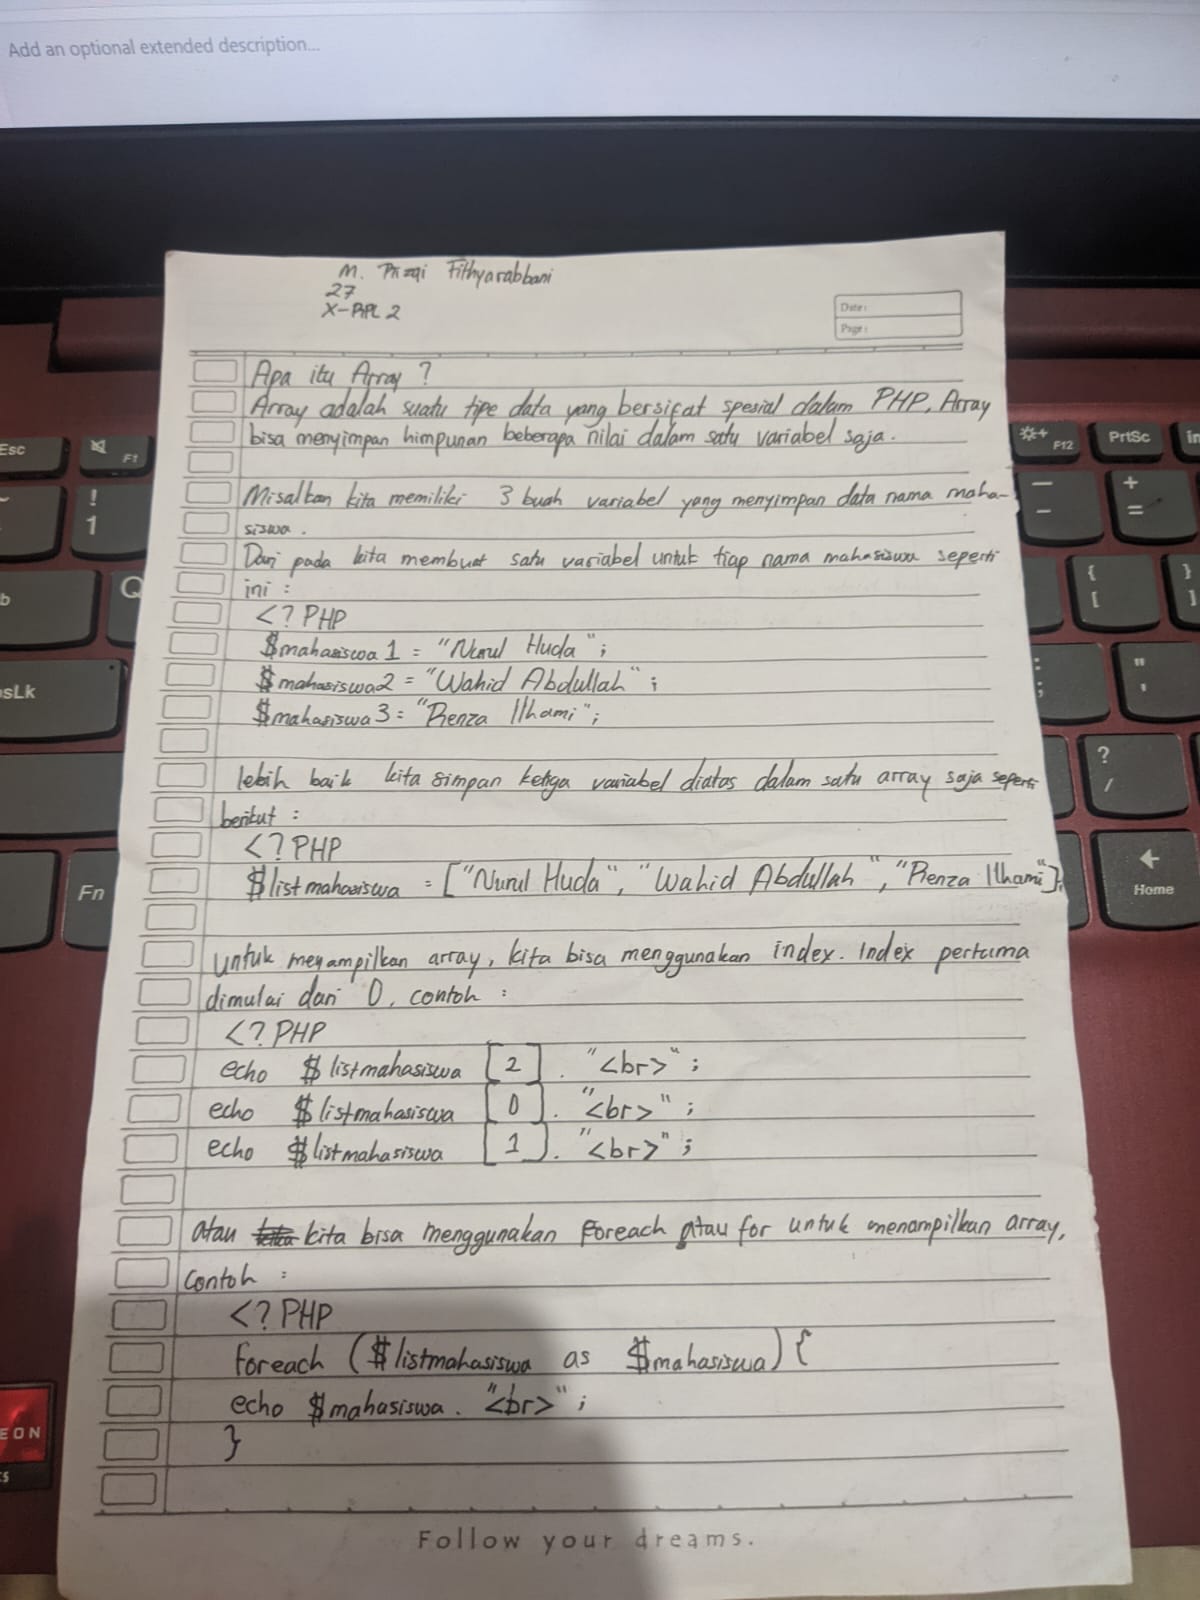 Add an optional extended description...
M. Rizqi Fithyarabbani
27
X-RPL 2
Date:
Page:
Apa itu Array ?
Array adalah suatu tipe data yang bersifat spesial dalam PHP. Array
bisa menyimpan himpunan beberapa nilai dalam satu variabel saja.
Misalkan kita memiliki 3 buah variabel yang menyimpan data nama maha-
siswa.
Dari pada kita membuat satu variabel untuk tiap nama mahasiswa seperti
ini :
<? PHP
$mahasiswa1 = "Nurul Huda";
$mahasiswa2 = "Wahid Abdullah";
$mahasiswa3 = "Renza Ilhami";
lebih baik kita simpan ketiga variabel diatas dalam satu array saja seperti
berikut :
<? PHP
$listmahasiswa = ["Nurul Huda", "Wahid Abdullah", "Renza Ilhami"];
untuk menampilkan array, kita bisa menggunakan index. Index pertama
dimulai dari 0, contoh :
<? PHP
echo $listmahasiswa [2] . "<br>";
echo $listmahasiswa [0] . "<br>";
echo $listmahasiswa [1] . "<br>";
atau kita bisa menggunakan foreach atau for untuk menampilkan array,
Contoh :
<? PHP
foreach ($listmahasiswa as $mahasiswa) {
echo $mahasiswa . "<br>";
}
Follow your dreams.
Esc
F1
!
1
Q
Fn
F12
PrtSc
+
=
{
[
}
]
:
;
"
'
?
/
Home